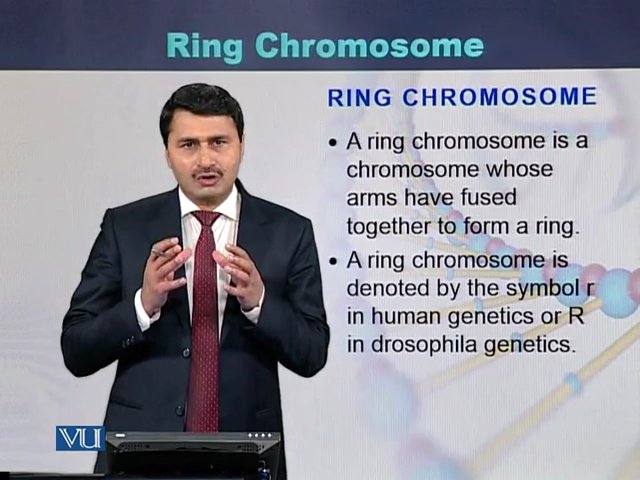 Ring Chromosome
RING CHROMOSOME
• A ring chromosome is a
chromosome whose
arms have fused
together to form a ring.
• A ring chromosome is
denoted by the symbol r
in human genetics or R
in drosophila genetics.
VU